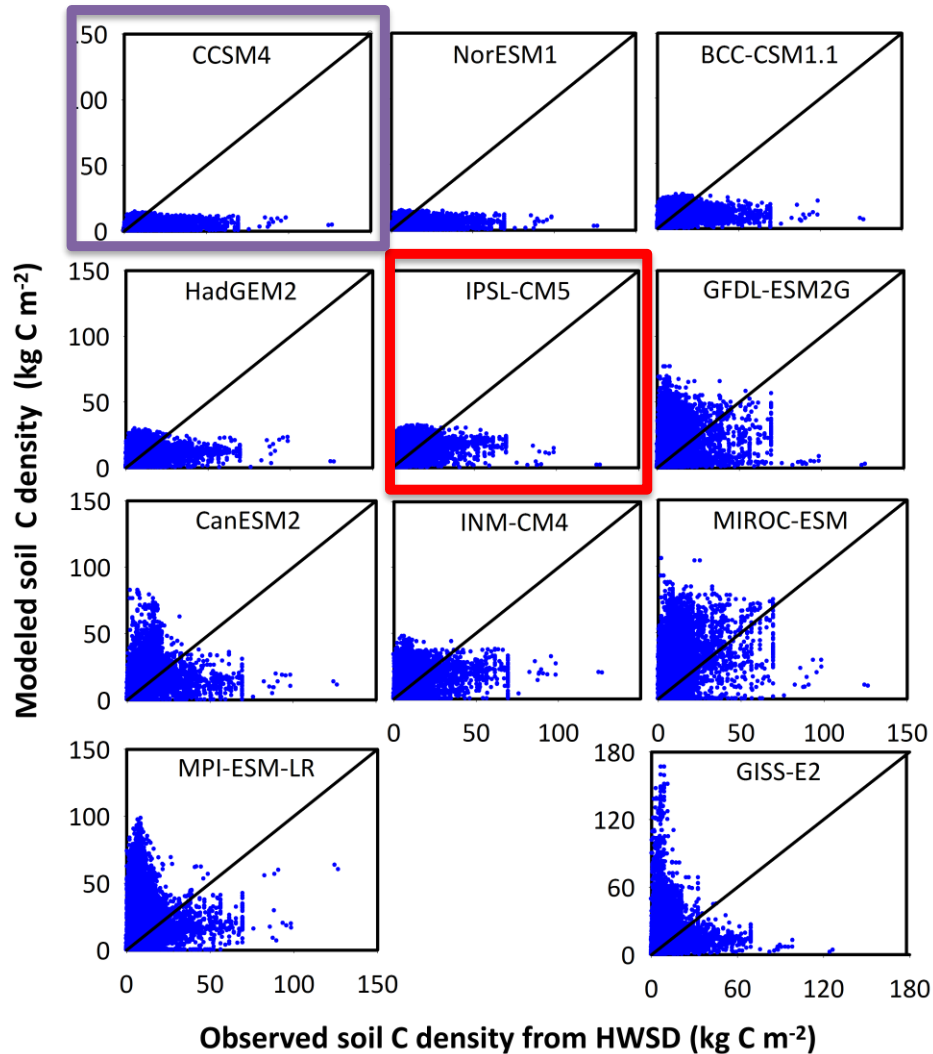 Modeled soil C density (kg C m⁻²)
150
CCSM4
100
50
0
NorESM1
BCC-CSM1.1
150
HadGEM2
100
50
0
IPSL-CM5
GFDL-ESM2G
150
CanESM2
100
50
0
INM-CM4
0 50 100
MIROC-ESM
0 50 100 150
150
MPI-ESM-LR
100
50
0
0 50 100 150
180
GISS-E2
120
60
0
0 60 120 180
Observed soil C density from HWSD (kg C m⁻²)